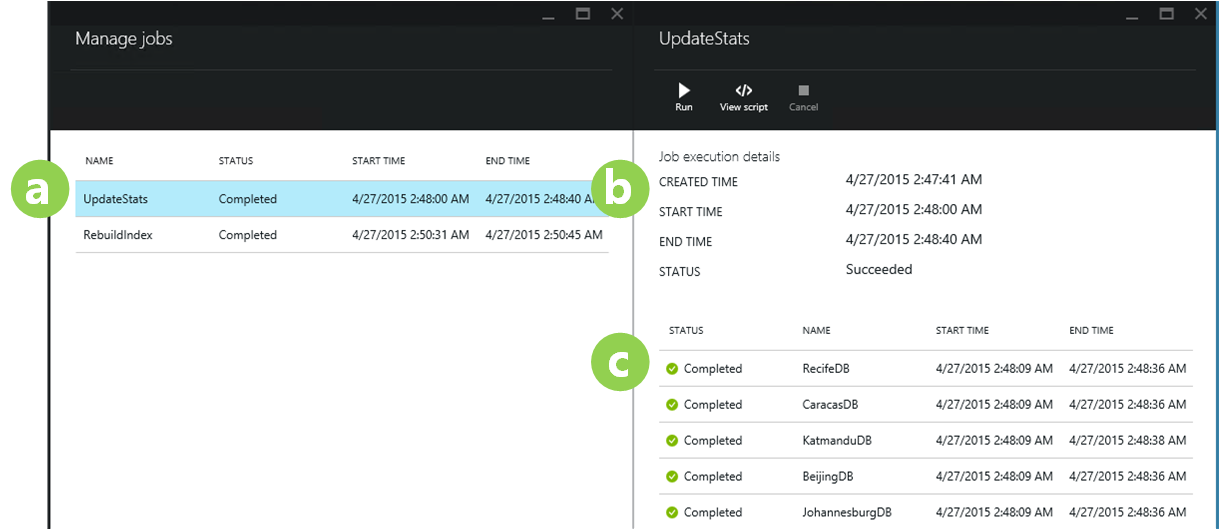 Manage jobs
NAME STATUS START TIME END TIME
a
UpdateStats Completed 4/27/2015 2:48:00 AM 4/27/2015 2:48:40 A
RebuildIndex Completed 4/27/2015 2:50:31 AM 4/27/2015 2:50:45 AM
UpdateStats
Run View script Cancel
Job execution details
b
CREATED TIME 4/27/2015 2:47:41 AM
START TIME 4/27/2015 2:48:00 AM
END TIME 4/27/2015 2:48:40 AM
STATUS Succeeded
STATUS NAME START TIME END TIME
c
Completed RecifeDB 4/27/2015 2:48:09 AM 4/27/2015 2:48:36 AM
Completed CaracasDB 4/27/2015 2:48:09 AM 4/27/2015 2:48:36 AM
Completed KatmanduDB 4/27/2015 2:48:09 AM 4/27/2015 2:48:38 AM
Completed BeijingDB 4/27/2015 2:48:09 AM 4/27/2015 2:48:36 AM
Completed JohannesburgDB 4/27/2015 2:48:09 AM 4/27/2015 2:48:36 AM